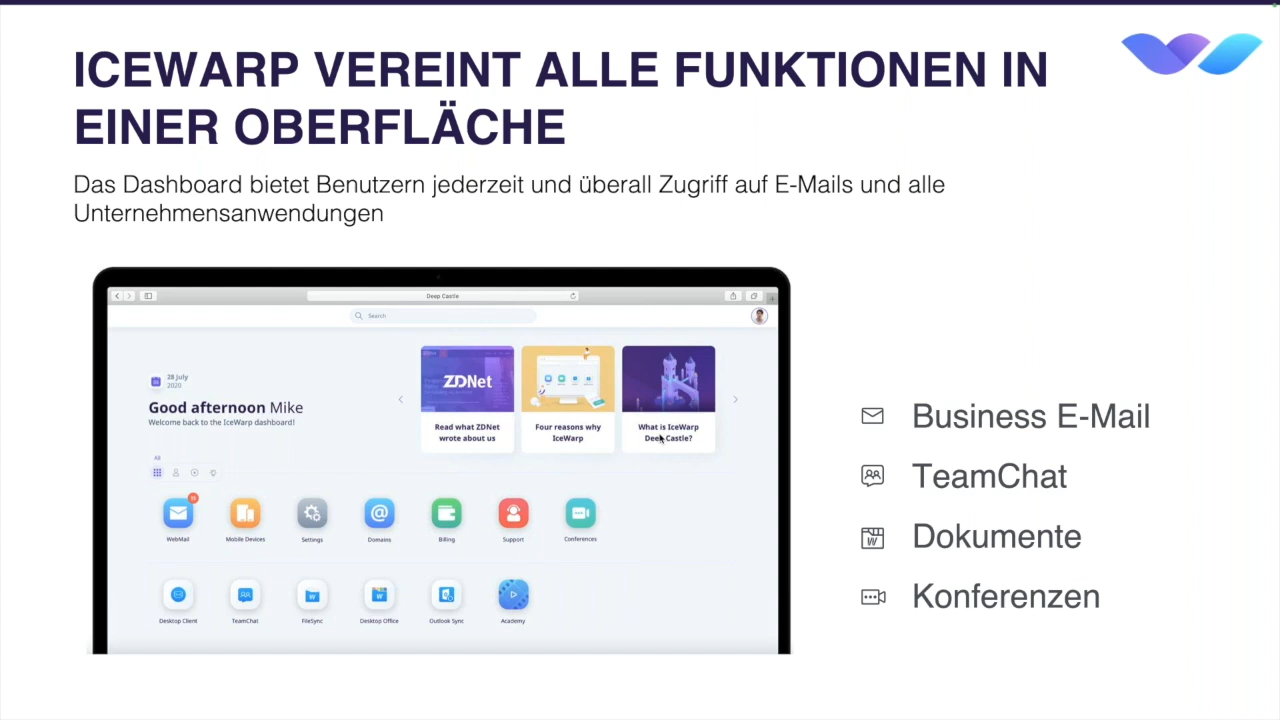 ICEWARP VEREINT ALLE FUNKTIONEN IN
EINER OBERFLÄCHE
Das Dashboard bietet Benutzern jederzeit und überall Zugriff auf E-Mails und alle
Unternehmensanwendungen
Deep Castle
Search
28 July
2020
Good afternoon Mike
Welcome back to the IceWarp dashboard!
ZDNet
Read what ZDNet
wrote about us
Four reasons why
IceWarp
What is IceWarp
Deep Castle?
All
WebMail
Mobile Devices
Settings
Domains
Billing
Support
Conferences
Desktop Client
TeamChat
FileSync
Desktop Office
Outlook Sync
Academy
Business E-Mail
TeamChat
Dokumente
Konferenzen